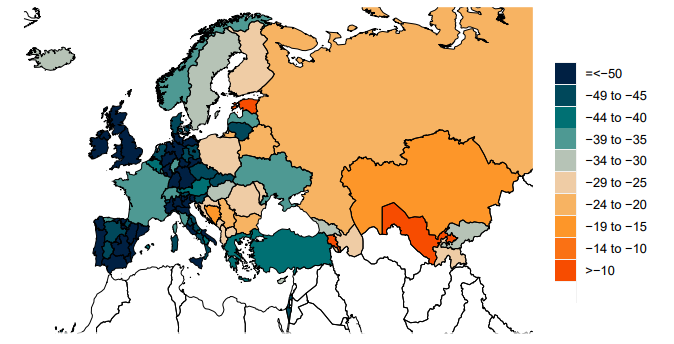 =<−50
−49 to −45
−44 to −40
−39 to −35
−34 to −30
−29 to −25
−24 to −20
−19 to −15
−14 to −10
>−10